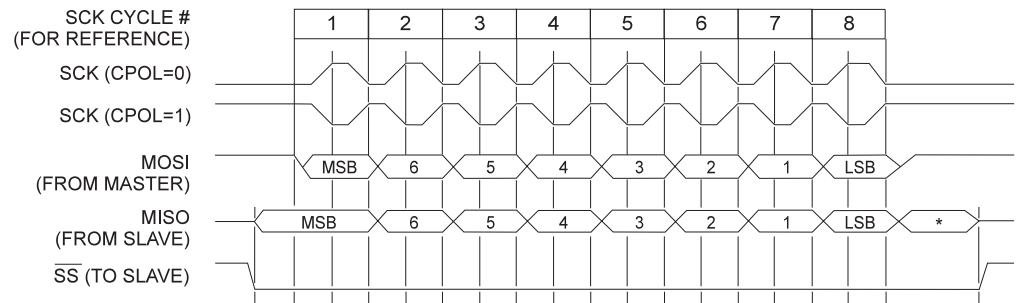 SCK CYCLE #
(FOR REFERENCE)
1 2 3 4 5 6 7 8
SCK (CPOL=0)
SCK (CPOL=1)
MOSI
(FROM MASTER)
MSB 6 5 4 3 2 1 LSB
MISO
(FROM SLAVE)
MSB 6 5 4 3 2 1 LSB *
SS (TO SLAVE)